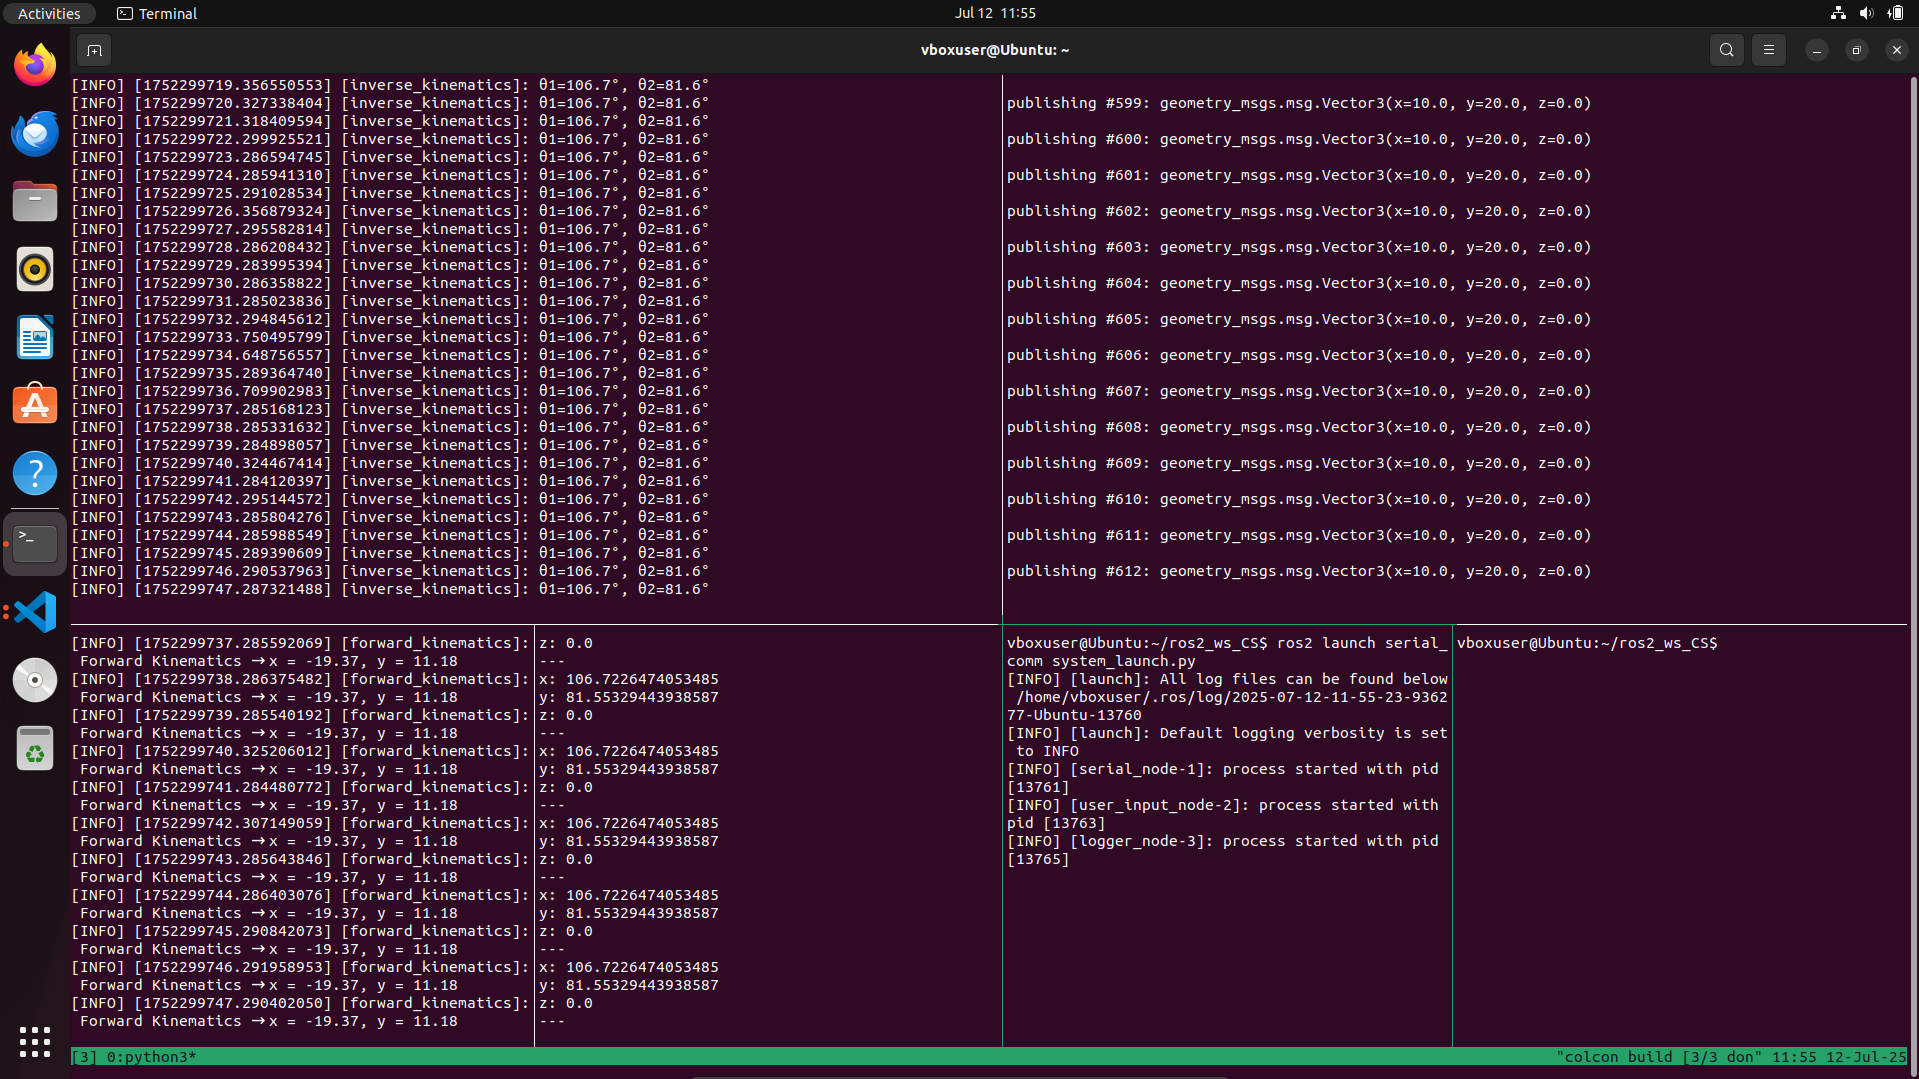 Activities
Terminal
Jul 12 11:55
vboxuser@Ubuntu: ~
[INFO] [1752299719.356550553] [inverse_kinematics]: θ1=106.7°, θ2=81.6°
[INFO] [1752299720.327338404] [inverse_kinematics]: θ1=106.7°, θ2=81.6°
[INFO] [1752299721.318409594] [inverse_kinematics]: θ1=106.7°, θ2=81.6°
[INFO] [1752299722.299925521] [inverse_kinematics]: θ1=106.7°, θ2=81.6°
[INFO] [1752299723.286594745] [inverse_kinematics]: θ1=106.7°, θ2=81.6°
[INFO] [1752299724.285941310] [inverse_kinematics]: θ1=106.7°, θ2=81.6°
[INFO] [1752299725.291028534] [inverse_kinematics]: θ1=106.7°, θ2=81.6°
[INFO] [1752299726.356879324] [inverse_kinematics]: θ1=106.7°, θ2=81.6°
[INFO] [1752299727.295582814] [inverse_kinematics]: θ1=106.7°, θ2=81.6°
[INFO] [1752299728.286208432] [inverse_kinematics]: θ1=106.7°, θ2=81.6°
[INFO] [1752299729.283995394] [inverse_kinematics]: θ1=106.7°, θ2=81.6°
[INFO] [1752299730.286358822] [inverse_kinematics]: θ1=106.7°, θ2=81.6°
[INFO] [1752299731.285023836] [inverse_kinematics]: θ1=106.7°, θ2=81.6°
[INFO] [1752299732.294845612] [inverse_kinematics]: θ1=106.7°, θ2=81.6°
[INFO] [1752299733.750495799] [inverse_kinematics]: θ1=106.7°, θ2=81.6°
[INFO] [1752299734.648756557] [inverse_kinematics]: θ1=106.7°, θ2=81.6°
[INFO] [1752299735.289364740] [inverse_kinematics]: θ1=106.7°, θ2=81.6°
[INFO] [1752299736.709902983] [inverse_kinematics]: θ1=106.7°, θ2=81.6°
[INFO] [1752299737.285168123] [inverse_kinematics]: θ1=106.7°, θ2=81.6°
[INFO] [1752299738.285331632] [inverse_kinematics]: θ1=106.7°, θ2=81.6°
[INFO] [1752299739.284898057] [inverse_kinematics]: θ1=106.7°, θ2=81.6°
[INFO] [1752299740.324467414] [inverse_kinematics]: θ1=106.7°, θ2=81.6°
[INFO] [1752299741.284120397] [inverse_kinematics]: θ1=106.7°, θ2=81.6°
[INFO] [1752299742.295144572] [inverse_kinematics]: θ1=106.7°, θ2=81.6°
[INFO] [1752299743.285804276] [inverse_kinematics]: θ1=106.7°, θ2=81.6°
[INFO] [1752299744.285988549] [inverse_kinematics]: θ1=106.7°, θ2=81.6°
[INFO] [1752299745.289390609] [inverse_kinematics]: θ1=106.7°, θ2=81.6°
[INFO] [1752299746.290537963] [inverse_kinematics]: θ1=106.7°, θ2=81.6°
[INFO] [1752299747.287321488] [inverse_kinematics]: θ1=106.7°, θ2=81.6°
publishing #599: geometry_msgs.msg.Vector3(x=10.0, y=20.0, z=0.0)
publishing #600: geometry_msgs.msg.Vector3(x=10.0, y=20.0, z=0.0)
publishing #601: geometry_msgs.msg.Vector3(x=10.0, y=20.0, z=0.0)
publishing #602: geometry_msgs.msg.Vector3(x=10.0, y=20.0, z=0.0)
publishing #603: geometry_msgs.msg.Vector3(x=10.0, y=20.0, z=0.0)
publishing #604: geometry_msgs.msg.Vector3(x=10.0, y=20.0, z=0.0)
publishing #605: geometry_msgs.msg.Vector3(x=10.0, y=20.0, z=0.0)
publishing #606: geometry_msgs.msg.Vector3(x=10.0, y=20.0, z=0.0)
publishing #607: geometry_msgs.msg.Vector3(x=10.0, y=20.0, z=0.0)
publishing #608: geometry_msgs.msg.Vector3(x=10.0, y=20.0, z=0.0)
publishing #609: geometry_msgs.msg.Vector3(x=10.0, y=20.0, z=0.0)
publishing #610: geometry_msgs.msg.Vector3(x=10.0, y=20.0, z=0.0)
publishing #611: geometry_msgs.msg.Vector3(x=10.0, y=20.0, z=0.0)
publishing #612: geometry_msgs.msg.Vector3(x=10.0, y=20.0, z=0.0)
[INFO] [1752299737.285592069] [forward_kinematics]:
Forward Kinematics → x = -19.37, y = 11.18
[INFO] [1752299738.286375482] [forward_kinematics]:
Forward Kinematics → x = -19.37, y = 11.18
[INFO] [1752299739.285540192] [forward_kinematics]:
Forward Kinematics → x = -19.37, y = 11.18
[INFO] [1752299740.325206012] [forward_kinematics]:
Forward Kinematics → x = -19.37, y = 11.18
[INFO] [1752299741.284480772] [forward_kinematics]:
Forward Kinematics → x = -19.37, y = 11.18
[INFO] [1752299742.307149059] [forward_kinematics]:
Forward Kinematics → x = -19.37, y = 11.18
[INFO] [1752299743.285643846] [forward_kinematics]:
Forward Kinematics → x = -19.37, y = 11.18
[INFO] [1752299744.286403076] [forward_kinematics]:
Forward Kinematics → x = -19.37, y = 11.18
[INFO] [1752299745.290842073] [forward_kinematics]:
Forward Kinematics → x = -19.37, y = 11.18
[INFO] [1752299746.291958953] [forward_kinematics]:
Forward Kinematics → x = -19.37, y = 11.18
[INFO] [1752299747.290402050] [forward_kinematics]:
Forward Kinematics → x = -19.37, y = 11.18
z: 0.0
---
x: 106.7226474053485
y: 81.55329443938587
z: 0.0
---
x: 106.7226474053485
y: 81.55329443938587
z: 0.0
---
x: 106.7226474053485
y: 81.55329443938587
z: 0.0
---
x: 106.7226474053485
y: 81.55329443938587
z: 0.0
---
x: 106.7226474053485
y: 81.55329443938587
z: 0.0
---
vboxuser@Ubuntu:~/ros2_ws_CS$ ros2 launch serial_
comm system_launch.py
[INFO] [launch]: All log files can be found below
/home/vboxuser/.ros/log/2025-07-12-11-55-23-9362
77-Ubuntu-13760
[INFO] [launch]: Default logging verbosity is set
to INFO
[INFO] [serial_node-1]: process started with pid
[13761]
[INFO] [user_input_node-2]: process started with
pid [13763]
[INFO] [logger_node-3]: process started with pid
[13765]
vboxuser@Ubuntu:~/ros2_ws_CS$
[3] 0:python3*
"colcon build [3/3 don" 11:55 12-Jul-25